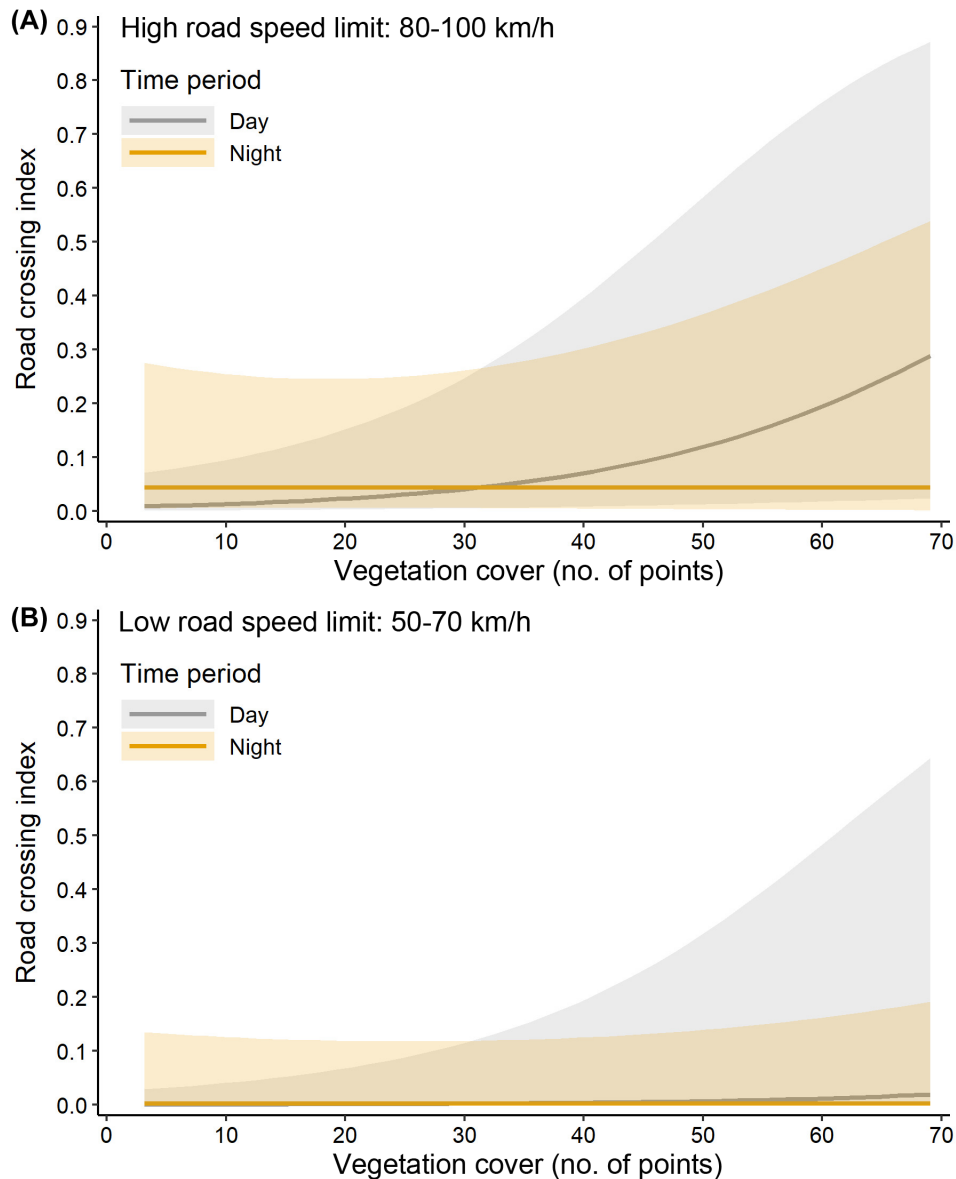 (A) High road speed limit: 80-100 km/h
Time period
Day
Night
Road crossing index
0.9
0.8
0.7
0.6
0.5
0.4
0.3
0.2
0.1
0.0
0 10 20 30 40 50 60 70
Vegetation cover (no. of points)
(B) Low road speed limit: 50-70 km/h
Time period
Day
Night
Road crossing index
0.9
0.8
0.7
0.6
0.5
0.4
0.3
0.2
0.1
0.0
0 10 20 30 40 50 60 70
Vegetation cover (no. of points)